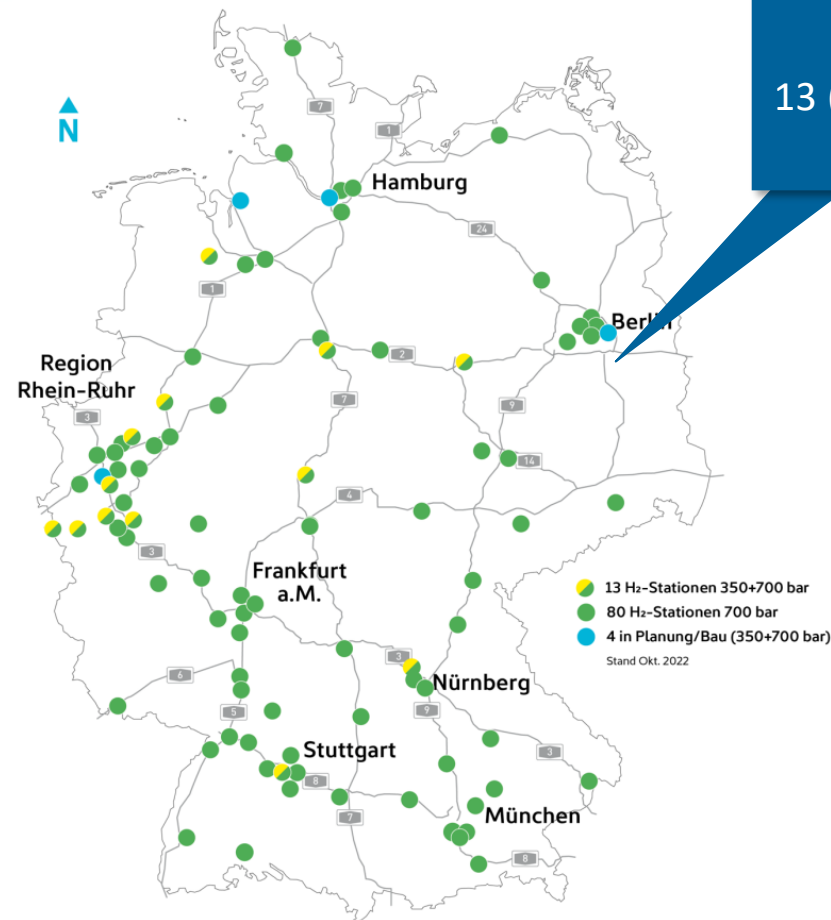 13 (
N
7
1
Hamburg
24
1
Berlin
2
Region
Rhein-Ruhr
3
7
9
14
4
3
Frankfurt
a.M.
13 H₂-Stationen 350+700 bar
80 H₂-Stationen 700 bar
4 in Planung/Bau (350+700 bar)
Stand Okt. 2022
3
6
Nürnberg
9
5
Stuttgart
3
8
7
München
8